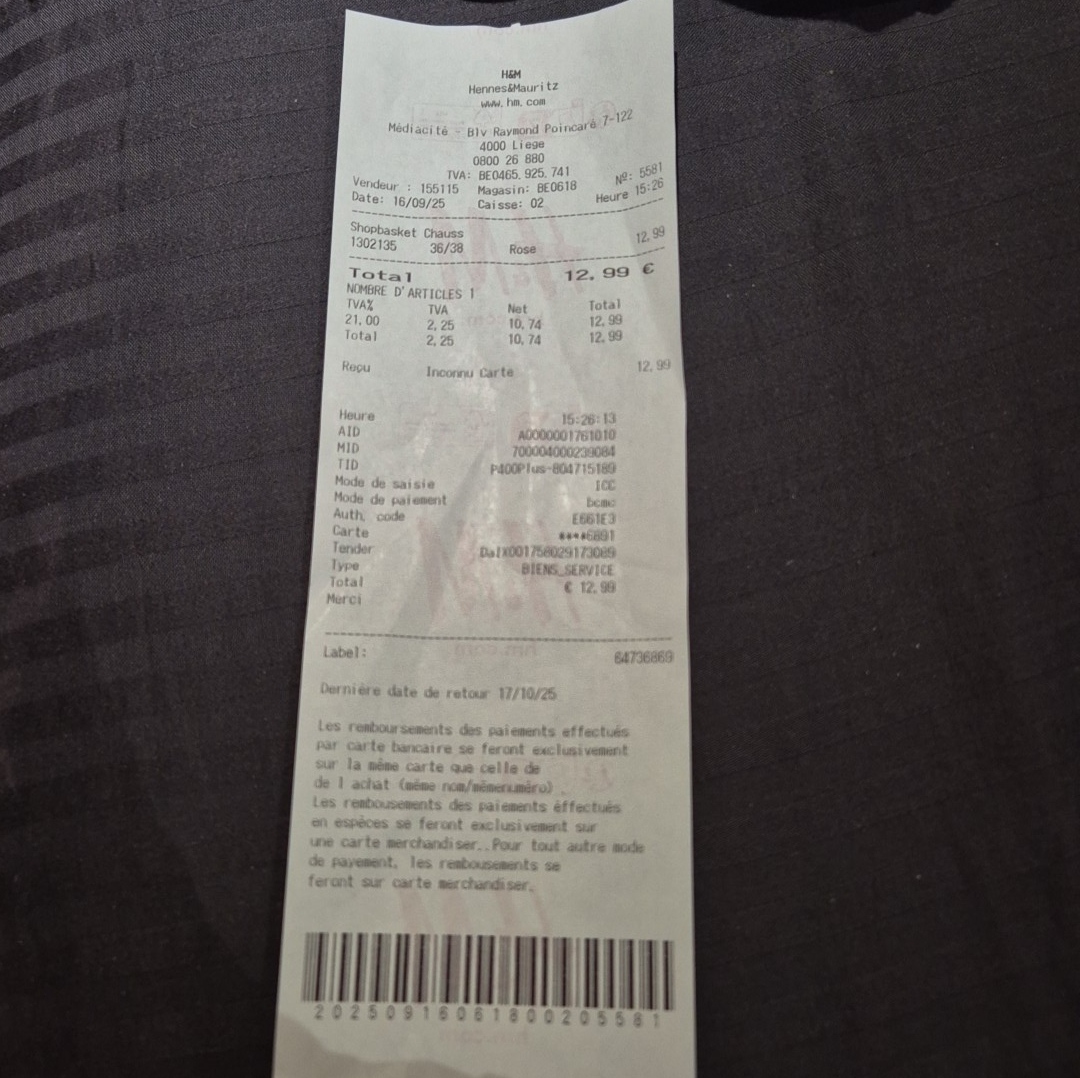 H&M
Hennes&Mauritz
www.hm.com
Médiacité - Blv Raymond Poincaré 7-122
4000 Liege
0800 26 880
TVA: BE0465.925.741
Vendeur : 155115 Magasin: BE0618 Nº: 5581
Date: 16/09/25 Caisse: 02 Heure 15:26
Shopbasket Chauss
1302135 36/38 Rose 12,99
Total 12,99 €
NOMBRE D'ARTICLES 1
TVA% TVA Net Total
21,00 2,25 10,74 12,99
Total 2,25 10,74 12,99
Reçu Inconnu Carte 12,99
Heure 15:26:13
AID A0000001761010
MID 700004000239084
TID P400Plus-804715189
Mode de saisie ICC
Mode de paiement bcmc
Auth. code E661E3
Carte ****6891
Tender DalX001758029173089
Type BIENS_SERVICE
Total € 12,99
Merci
Label: 64736869
Dernière date de retour 17/10/25
Les remboursements des paiements effectués
par carte bancaire se feront exclusivement
sur la même carte que celle de
de l achat (même nom/mêmenuméro)
Les rembousements des paiements éffectués
en espèces se feront exclusivement sur
une carte merchandiser..Pour tout autre mode
de payement, les rembousements se
feront sur carte merchandiser.
20250916061800205581